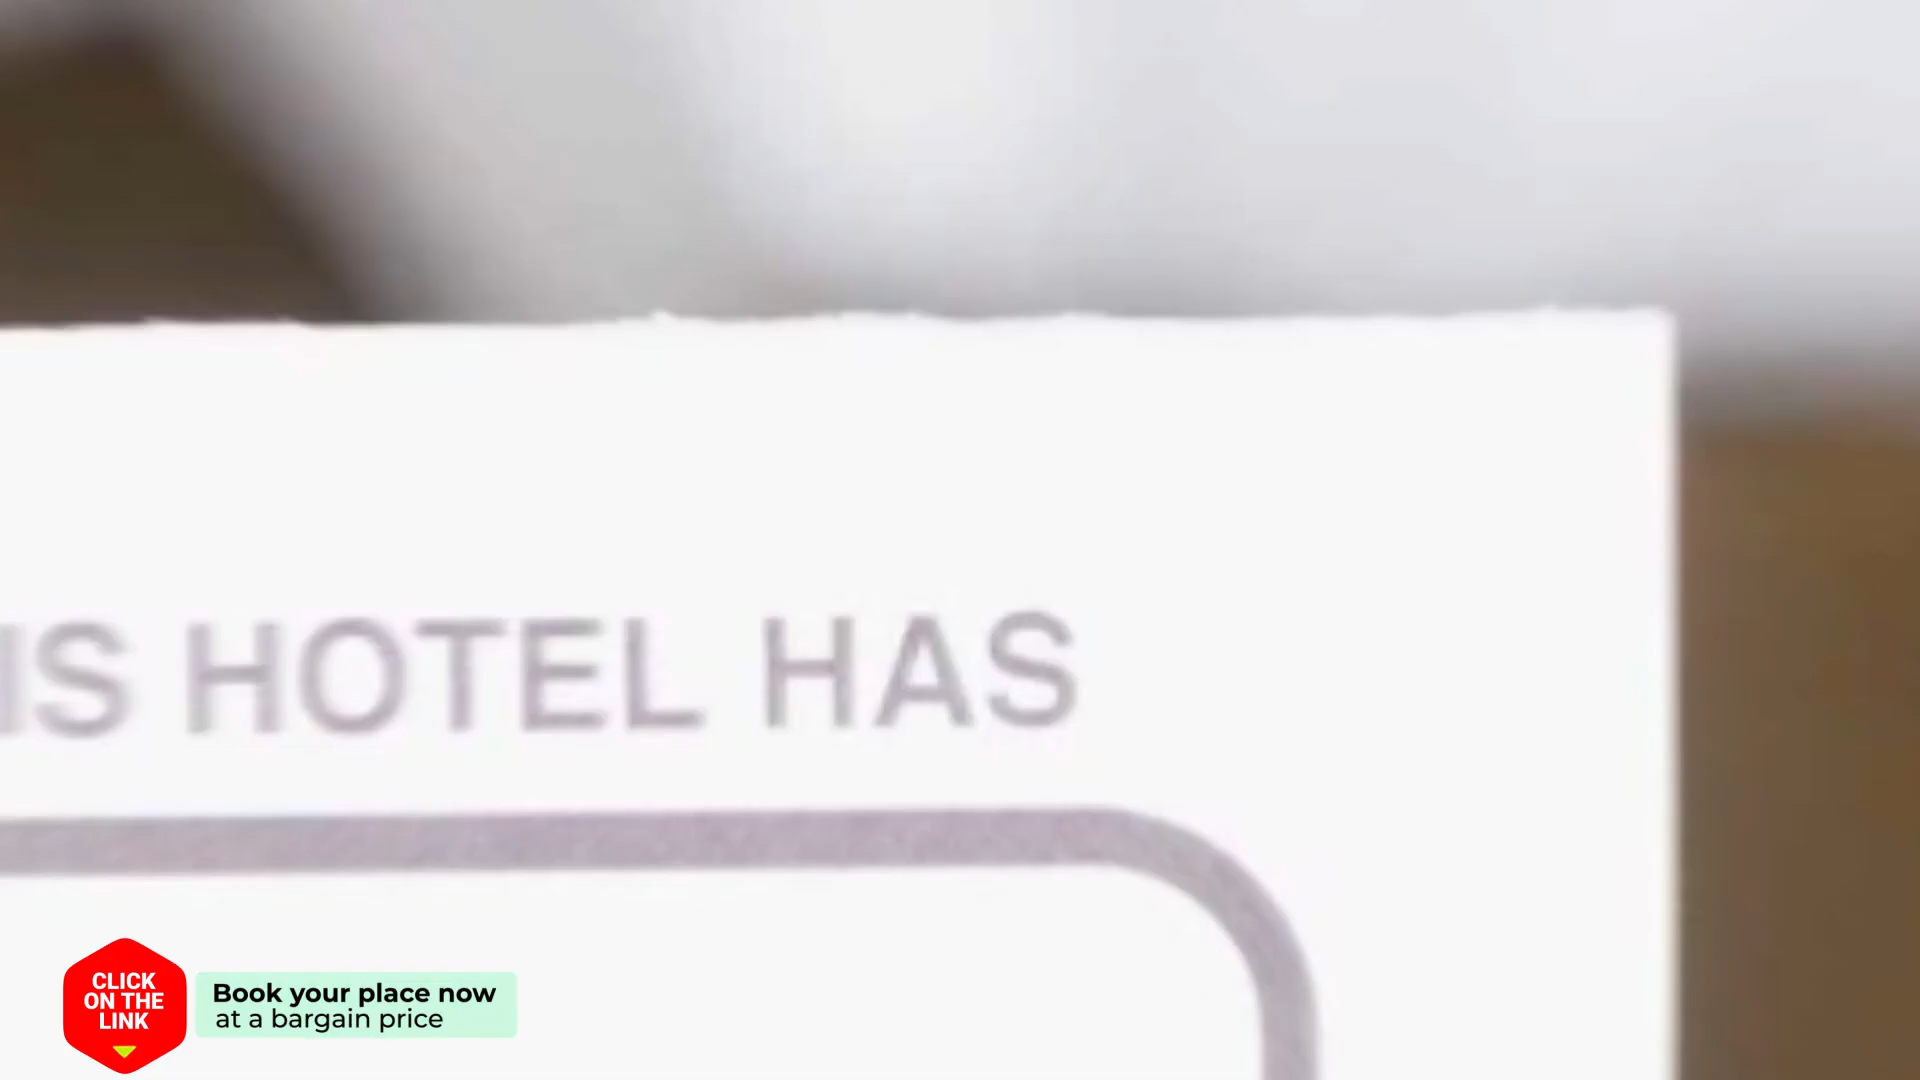 IS HOTEL HAS
CLICK
ON THE
LINK
Book your place now
at a bargain price